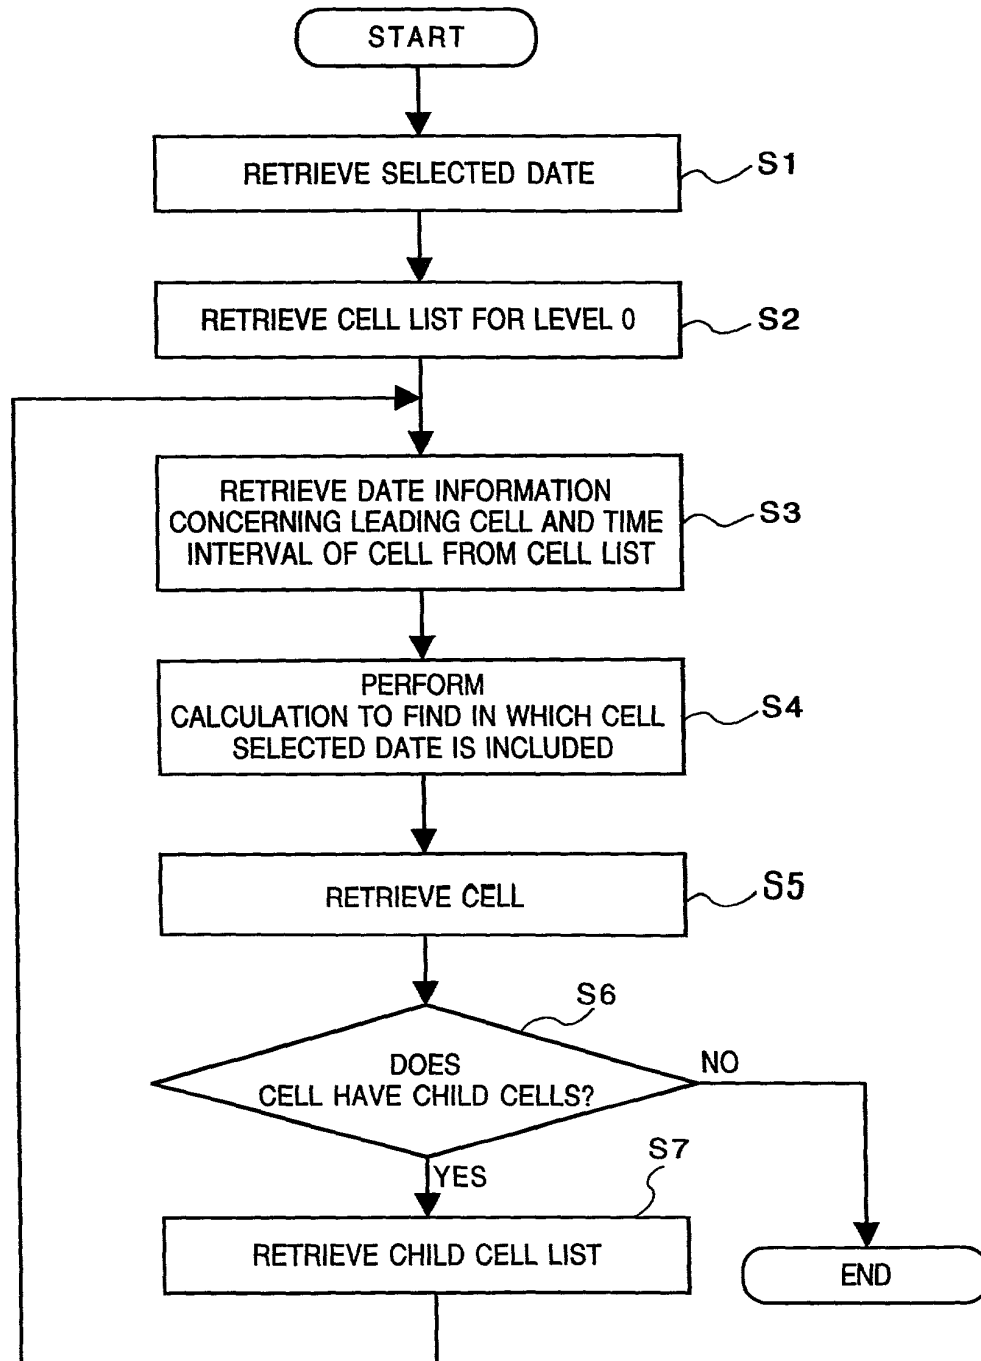 START
RETRIEVE SELECTED DATE
S1
RETRIEVE CELL LIST FOR LEVEL 0
S2
RETRIEVE DATE INFORMATION
CONCERNING LEADING CELL AND TIME
INTERVAL OF CELL FROM CELL LIST
S3
PERFORM
CALCULATION TO FIND IN WHICH CELL
SELECTED DATE IS INCLUDED
S4
RETRIEVE CELL
S5
S6
DOES
CELL HAVE CHILD CELLS?
NO
YES
S7
RETRIEVE CHILD CELL LIST
END